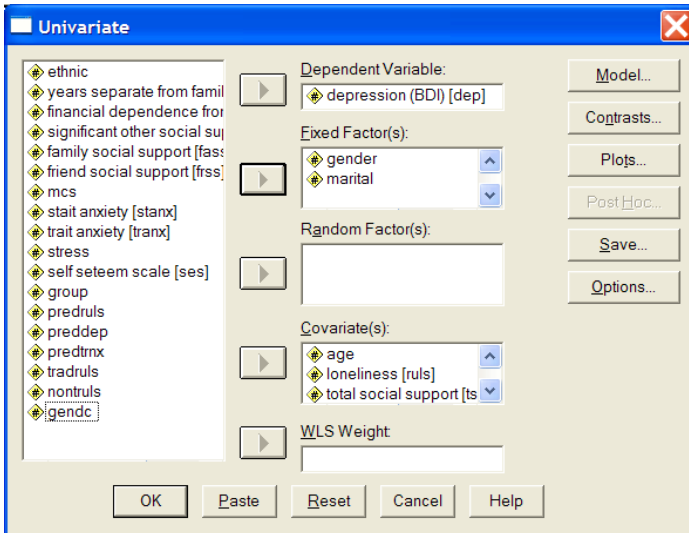 Univariate
ethnic
years separate from famil
financial dependence fror
significant other social su
family social support [fass
friend social support [frss]
mcs
stait anxiety [stanx]
trait anxiety [tranx]
stress
self seteem scale [ses]
group
predruls
preddep
predtrnx
tradruls
nontruls
gendc
Dependent Variable:
depression (BDI) [dep]
Fixed Factor(s):
gender
marital
Random Factor(s):
Covariate(s):
age
loneliness [ruls]
total social support [ts
WLS Weight:
Model...
Contrasts...
Plots...
Post Hoc...
Save...
Options...
OK Paste Reset Cancel Help